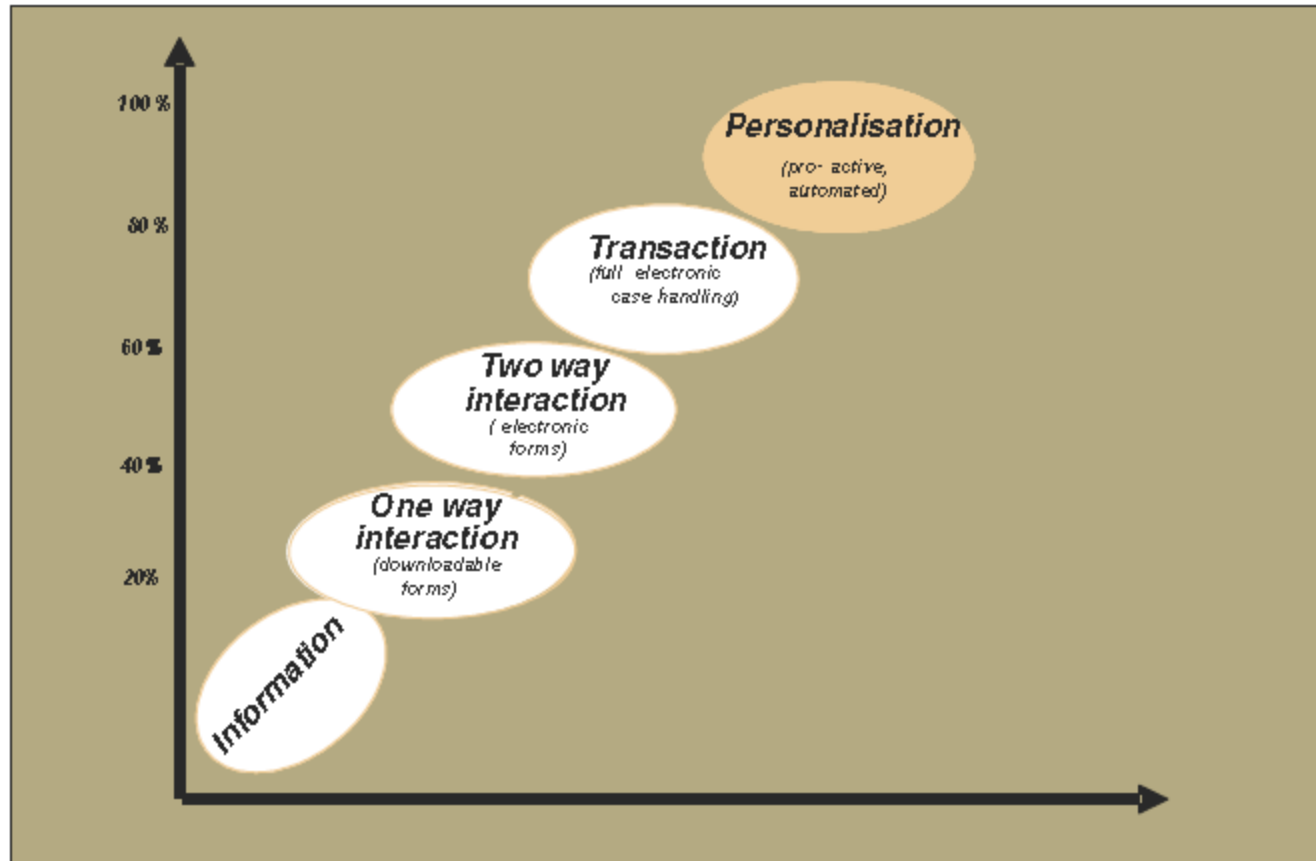 100 %
Personalisation
(pro- active,
automated)
80 %
Transaction
(full electronic
case handling)
60 %
Two way
interaction
( electronic
forms)
40 %
One way
interaction
(downloadable
forms)
20%
Information